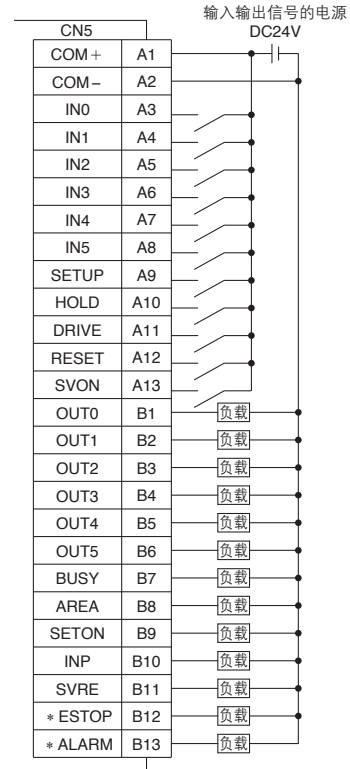 输入输出信号的电源
CN5 DC24V
COM＋ A1
COM− A2
IN0 A3
IN1 A4
IN2 A5
IN3 A6
IN4 A7
IN5 A8
SETUP A9
HOLD A10
DRIVE A11
RESET A12
SVON A13
OUT0 B1 负载
OUT1 B2 负载
OUT2 B3 负载
OUT3 B4 负载
OUT4 B5 负载
OUT5 B6 负载
BUSY B7 负载
AREA B8 负载
SETON B9 负载
INP B10 负载
SVRE B11 负载
* ESTOP B12 负载
* ALARM B13 负载